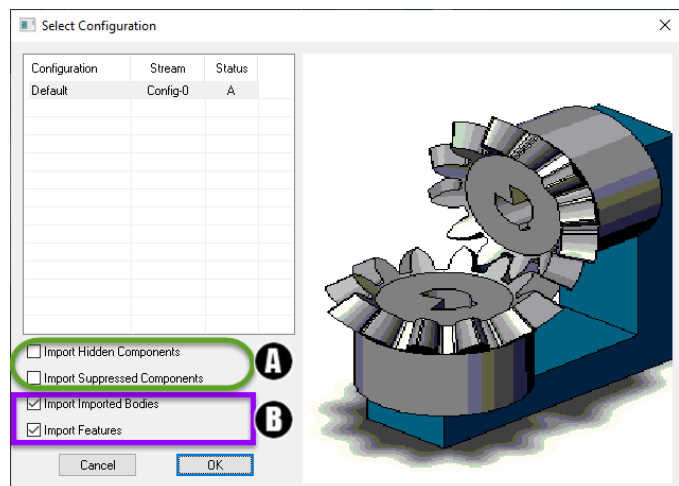 Select Configuration
Configuration Stream Status
Default Config-0 A
Import Hidden Components
A
Import Suppressed Components
Import Imported Bodies
B
Import Features
Cancel OK